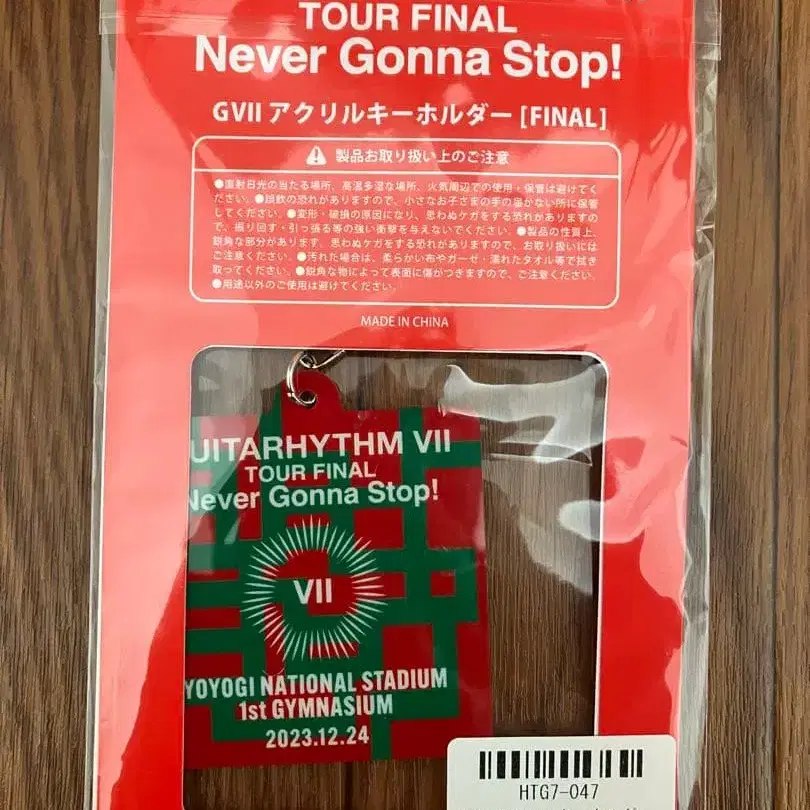 TOUR FINAL
Never Gonna Stop!
GVII アクリルキーホルダー [FINAL]
製品お取り扱い上のご注意
●直射日光の当たる場所、高温多湿な場所、火気周辺での使用・保管は避けてく
ださい。●誤飲の恐れがありますので、小さなお子さまの手の届かない所に保管
してください。●変形・破損の原因になり、思わぬケガをする恐れがありますの
で、振り回す・引っ張る等の強い衝撃を与えないでください。●製品の性質上、
鋭角な部分があります。思わぬケガをする恐れがありますので、お取り扱いには
ご注意ください。●汚れた場合は、柔らかい布やガーゼ・濡れたタオル等で拭き
取ってください。●鋭角な物によって表面に傷がつきますので、ご注意ください。
●用途以外のご使用は避けてください。
MADE IN CHINA
UITARHYTHM VII
TOUR FINAL
Never Gonna Stop!
VII
YOYOGI NATIONAL STADIUM
1st GYMNASIUM
2023.12.24
HTG7-047